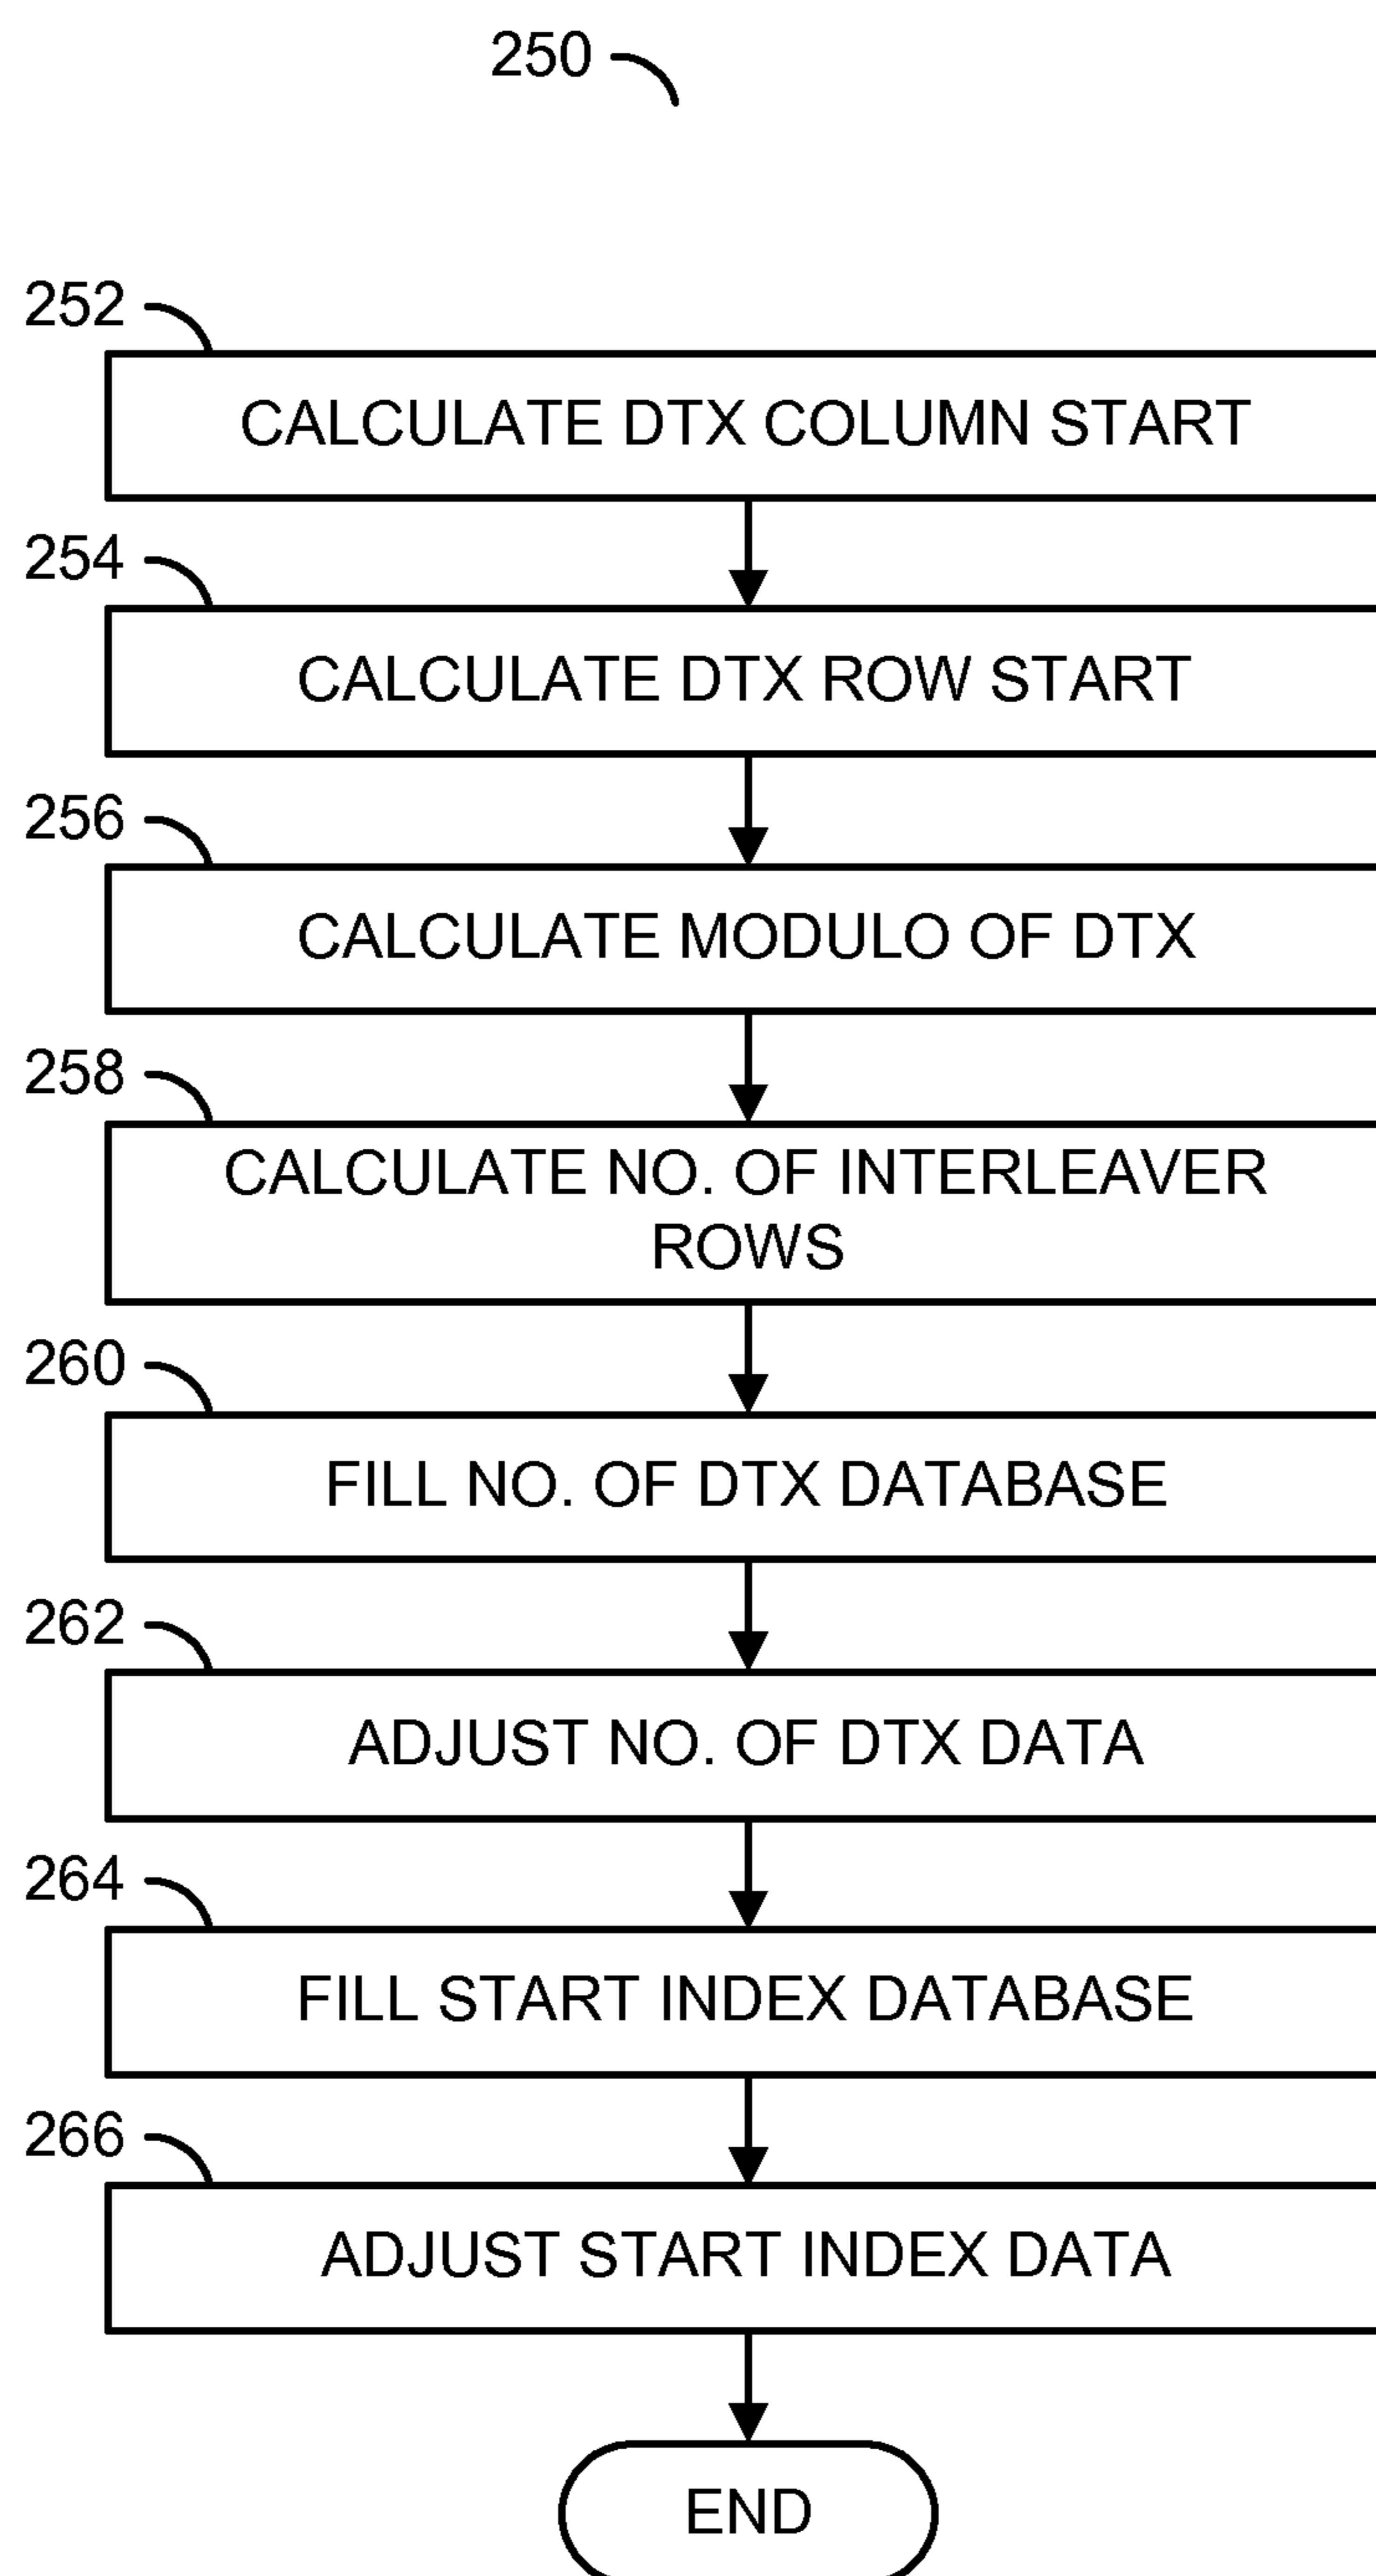 250
252
CALCULATE DTX COLUMN START
254
CALCULATE DTX ROW START
256
CALCULATE MODULO OF DTX
258
CALCULATE NO. OF INTERLEAVER
ROWS
260
FILL NO. OF DTX DATABASE
262
ADJUST NO. OF DTX DATA
264
FILL START INDEX DATABASE
266
ADJUST START INDEX DATA
END